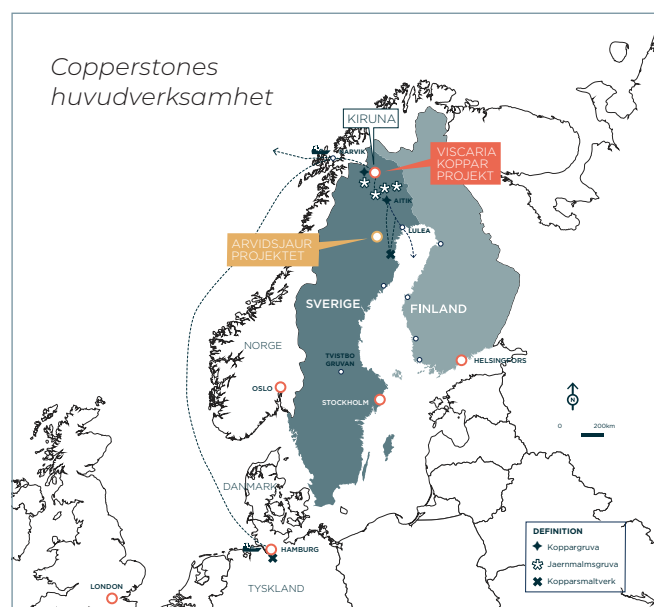 Copperstones
huvudverksamhet
KIRUNA
NARVIK
VISCARIA
KOPPAR
PROJEKT
AITIK
LULEA
ARVIDSJAUR
PROJEKTET
SVERIGE
FINLAND
NORGE
TVISTBO
GRUVAN
HELSINGFORS
OSLO
STOCKHOLM
N
0 200km
DANMARK
DEFINITION
Koppargruva
Jaernmalmsgruva
Kopparsmaltverk
HAMBURG
LONDON
TYSKLAND